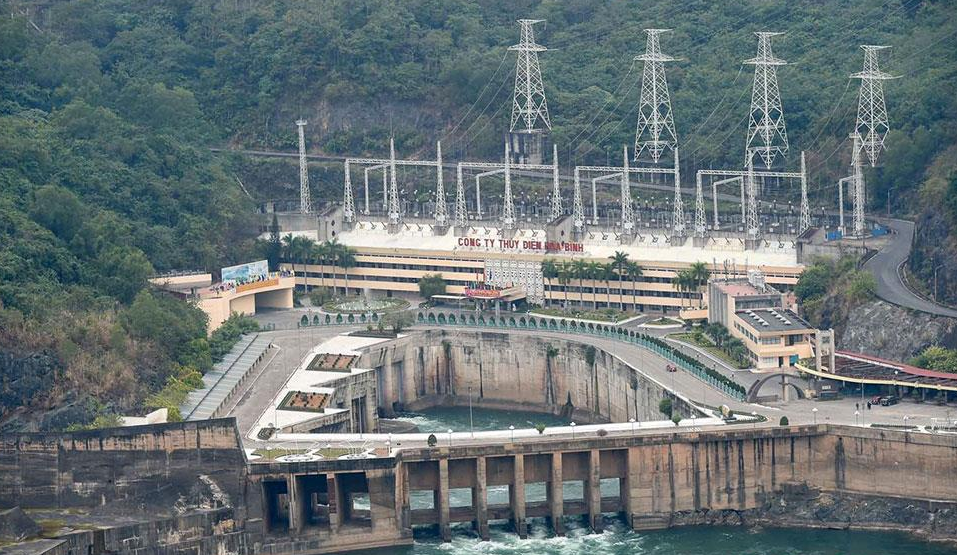 CÔNG TY THỦY ĐIỆN HÒA BÌNH